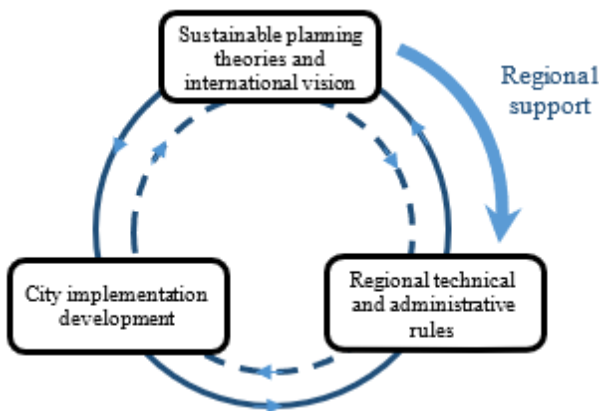 Sustainable planning
theories and
international vision
Regional
support
City implementation
development
Regional technical
and administrative
rules